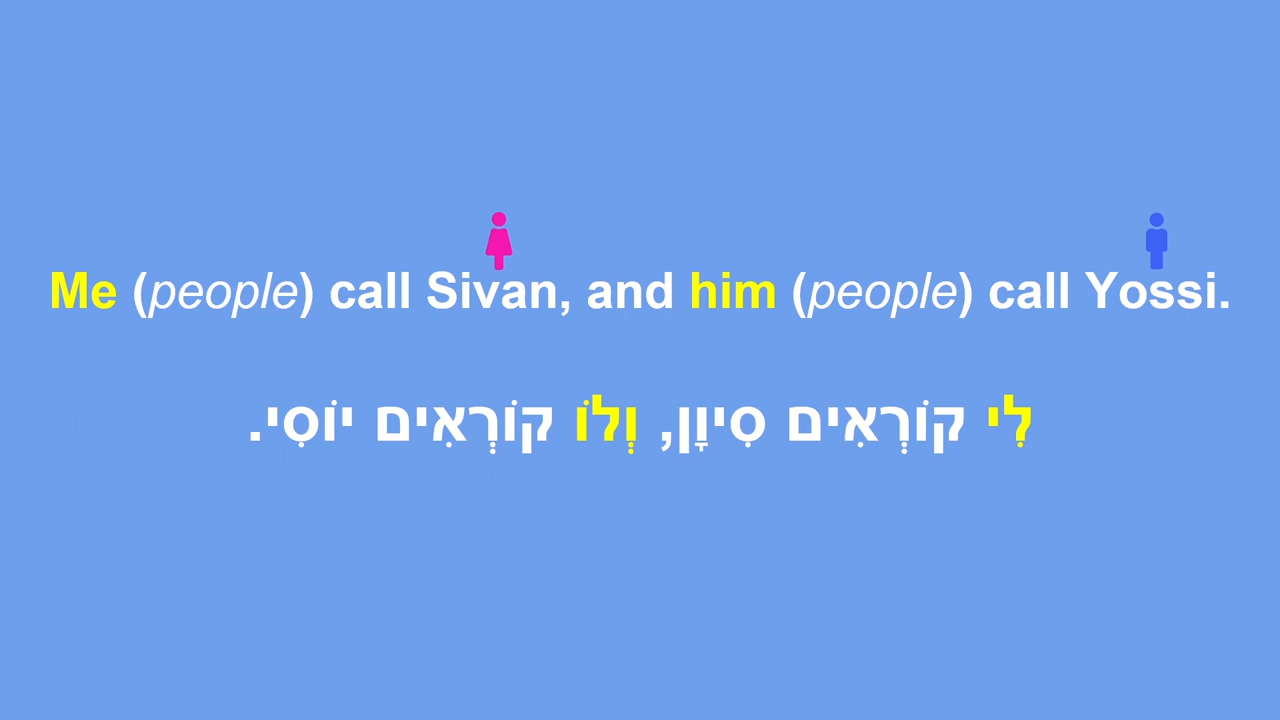 Me (people) call Sivan, and him (people) call Yossi.
לִי קוֹרְאִים סִיוָן, וְלוֹ קוֹרְאִים יוֹסִי.